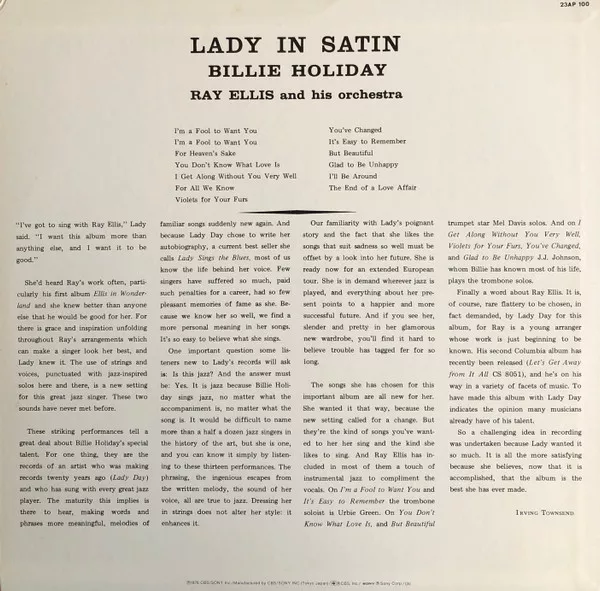 23AP 100
LADY IN SATIN
BILLIE HOLIDAY
RAY ELLIS and his orchestra
I'm a Fool to Want You
I'm a Fool to Want You
For Heaven's Sake
You Don't Know What Love Is
I Get Along Without You Very Well
For All We Know
Violets for Your Furs
You've Changed
It's Easy to Remember
But Beautiful
Glad to Be Unhappy
I'll Be Around
The End of a Love Affair
"I've got to sing with Ray Ellis," Lady
said. "I want this album more than
anything else, and I want it to be
good."
She'd heard Ray's work often, parti-
cularly his first album Ellis in Wonder-
land and she knew better than anyone
else that he would be good for her. For
there is grace and inspiration unfolding
throughout Ray's arrangements which
can make a singer look her best, and
Lady knew it. The use of strings and
voices, punctuated with jazz-inspired
solos here and there, is a new setting
for this great jazz singer. These two
sounds have never met before.
These striking performances tell a
great deal about Billie Holiday's special
talent. For one thing, they are the
records of an artist who was making
records twenty years ago (Lady Day)
and who has sung with every great jazz
player. The maturity this implies is
there to hear, making words and
phrases more meaningful, melodies of
familiar songs suddenly new again. And
because Lady Day chose to write her
autobiography, a current best seller she
calls Lady Sings the Blues, most of us
know the life behind her voice. Few
singers have suffered so much, paid
such penalties for a career, had so few
pleasant memories of fame as she. Be-
cause we know her so well, we find a
more personal meaning in her songs.
It's so easy to believe what she sings.
One important question some lis-
teners new to Lady's records will ask
is: Is this jazz? And the answer must
be: Yes. It is jazz because Billie Holi-
day sings jazz, no matter what the
accompaniment is, no matter what the
song is. It would be difficult to name
more than a half a dozen jazz singers in
the history of the art, but she is one,
and you can know it simply by listen-
ing to these thirteen performances. The
phrasing, the ingenious escapes from
the written melody, the sound of her
voice, all are true to jazz. Dressing her
in strings does not alter her style: it
enhances it.
Our familiarity with Lady's poignant
story and the fact that she likes the
songs that suit sadness so well must be
offset by a look into her future. She is
ready now for an extended European
tour. She is in demand wherever jazz is
played, and everything about her pre-
sent points to a happier and more
successful future. And if you see her,
slender and pretty in her glamorous
new wardrobe, you'll find it hard to
believe trouble has tagged fer for so
long.
The songs she has chosen for this
important album are all new for her.
She wanted it that way, because the
new setting called for a change. But
they're the kind of songs you've want-
ed to her her sing and the kind she
likes to sing. And Ray Ellis has in-
cluded in most of them a touch of
instrumental jazz to compliment the
vocals. On I'm a Fool to Want You and
It's Easy to Remember the trombone
soloist is Urbie Green. On You Don't
Know What Love Is, and But Beautiful
trumpet star Mel Davis solos. And on I
Get Along Without You Very Well,
Violets for Your Furs, You've Changed,
and Glad to Be Unhappy J.J. Johnson,
whom Billie has known most of his life,
plays the trombone solos.
Finally a word about Ray Ellis. It is,
of course, rare flattery to be chosen, in
fact demanded, by Lady Day for this
album, for Ray is a young arranger
whose work is just beginning to be
known. His second Columbia album has
recently been released (Let's Get Away
from It All CS 8051), and he's on his
way in a variety of facets of music. To
have made this album with Lady Day
indicates the opinion many musicians
already have of his talent.
So a challenging idea in recording
was undertaken because Lady wanted it
so much. It is all the more satisfying
because she believes, now that it is
accomplished, that the album is the
best she has ever made.
IRVING TOWNSEND
CBS/SONY Inc./Manufactured by CBS/SONY INC. (Tokyo Japan)